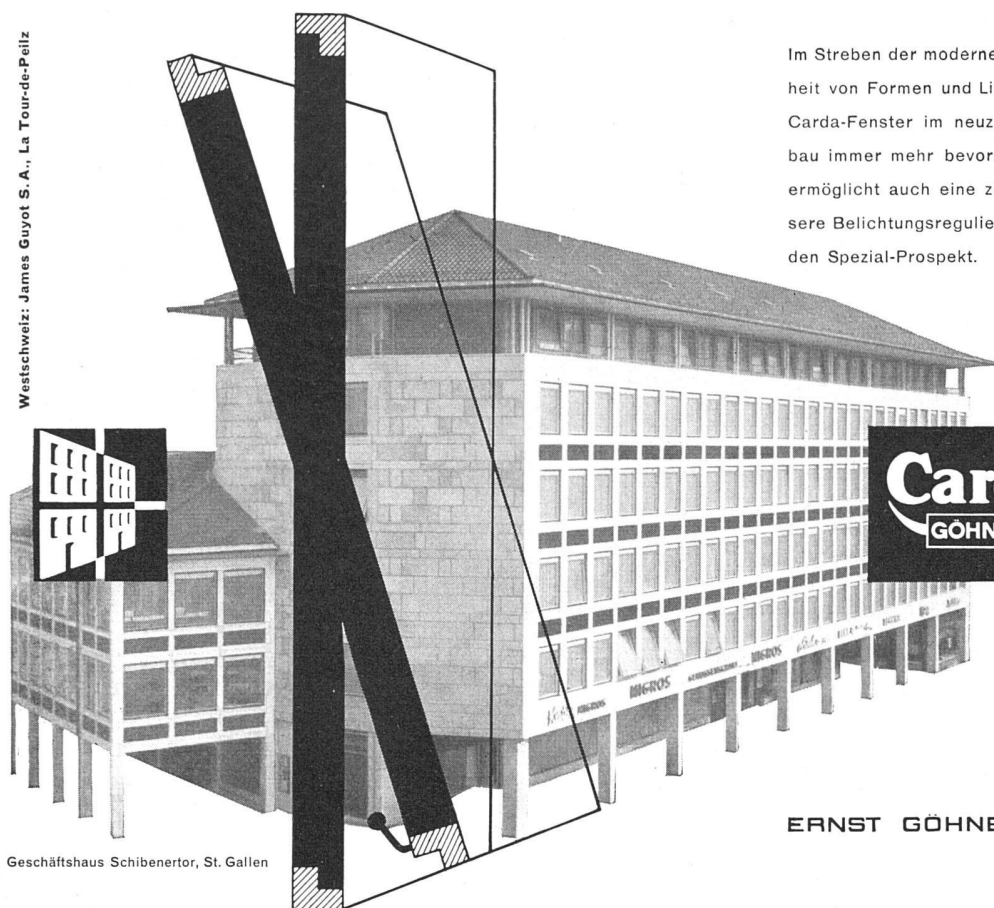 Westschweiz: James Guyot S.A., La Tour-de-Peilz
Im Streben der moderne
heit von Formen und Li
Carda-Fenster im neuz
bau immer mehr bevor
ermöglicht auch eine z
sere Belichtungsregulie
den Spezial-Prospekt.
Car
GÖHN
MIGROS
MIGROS
GENOSSENSCHAFT
MIGROS
ERNST GÖHNE
Geschäftshaus Schibenertor, St. Gallen